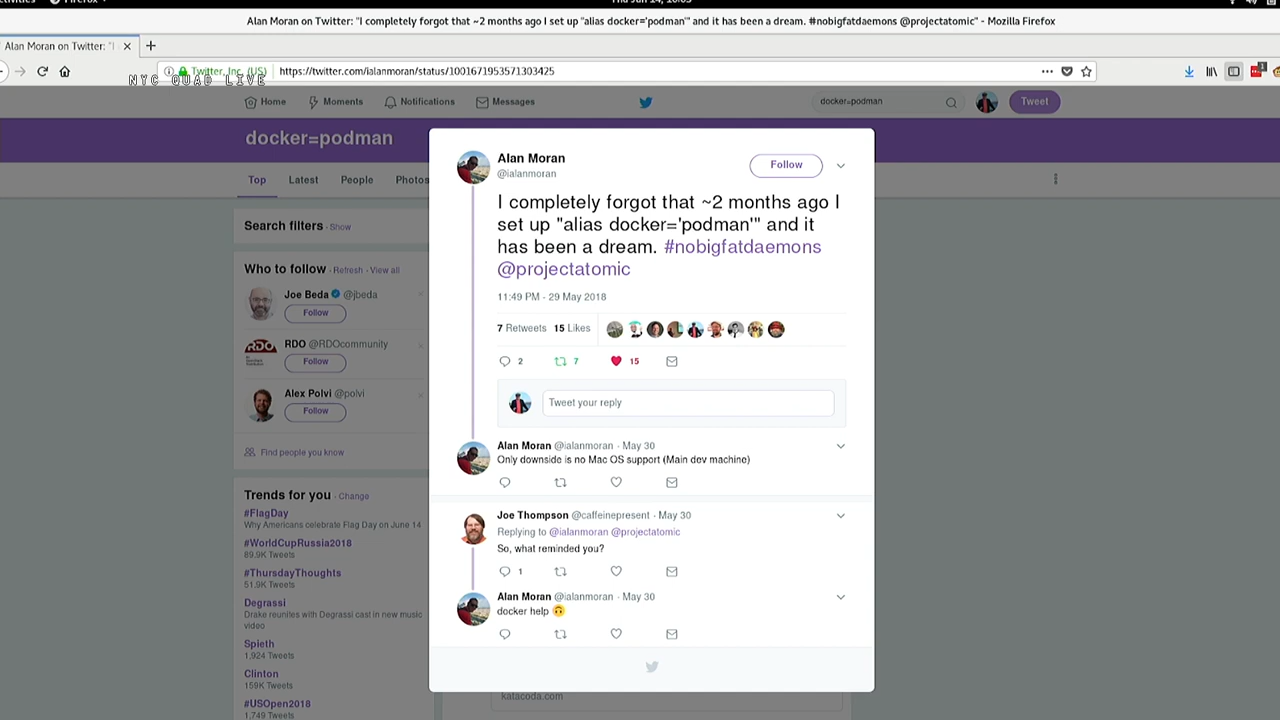 Firefox
Thu Jun 14, 10:03
Alan Moran on Twitter: "I completely forgot that ~2 months ago I set up "alias docker='podman'" and it has been a dream. #nobigfatdaemons @projectatomic" - Mozilla Firefox
Alan Moran on Twitter: "I
Twitter, Inc. (US)
https://twitter.com/ialanmoran/status/1001671953571303425
1
NYC QUAD LIVE
Home
Moments
Notifications
Messages
docker=podman
Tweet
docker=podman
Top
Latest
People
Photos
Search filters · Show
Who to follow · Refresh · View all
Joe Beda @jbeda
Follow
RDO @RDOcommunity
Follow
Alex Polvi @polvi
Follow
Find people you know
Trends for you · Change
#FlagDay
Why Americans celebrate Flag Day on June 14
#WorldCupRussia2018
89.9K Tweets
#ThursdayThoughts
51.9K Tweets
Degrassi
Drake reunites with Degrassi cast in new music
video
Spieth
1,924 Tweets
Clinton
159K Tweets
#USOpen2018
1,749 Tweets
Alan Moran
@ialanmoran
Follow
I completely forgot that ~2 months ago I
set up "alias docker='podman'" and it
has been a dream. #nobigfatdaemons
@projectatomic
11:49 PM - 29 May 2018
7 Retweets 15 Likes
2
7
15
Tweet your reply
Alan Moran @ialanmoran · May 30
Only downside is no Mac OS support (Main dev machine)
Joe Thompson @caffeinepresent · May 30
Replying to @ialanmoran @projectatomic
So, what reminded you?
1
Alan Moran @ialanmoran · May 30
docker help 🙃
katacoda.com